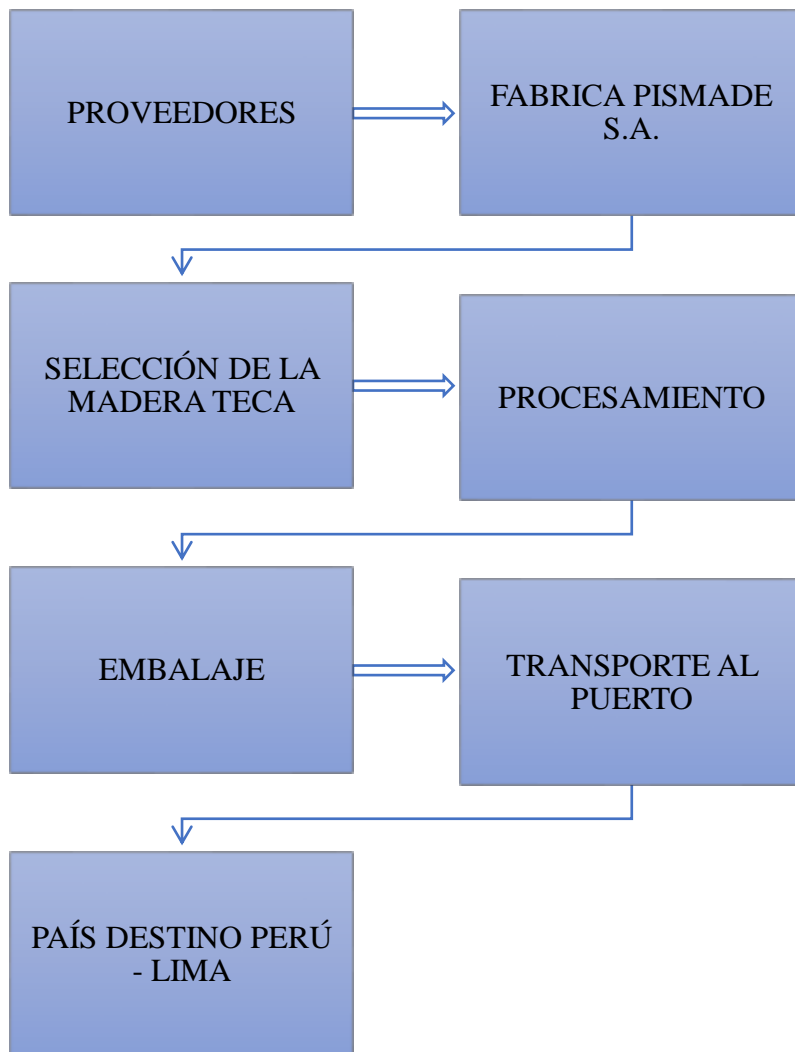 PROVEEDORES
FABRICA PISMADE
S.A.
SELECCIÓN DE LA
MADERA TECA
PROCESAMIENTO
EMBALAJE
TRANSPORTE AL
PUERTO
PAÍS DESTINO PERÚ
- LIMA